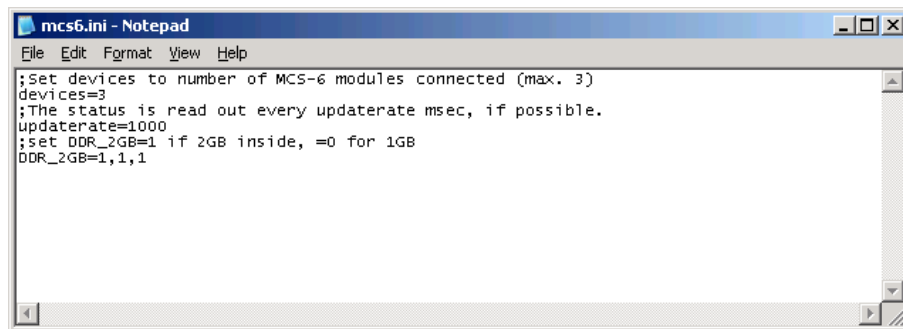 mcs6.ini - Notepad
File Edit Format View Help
;Set devices to number of MCS-6 modules connected (max. 3)
devices=3
;The status is read out every updaterate msec, if possible.
updaterate=1000
;set DDR_2GB=1 if 2GB inside, =0 for 1GB
DDR_2GB=1,1,1